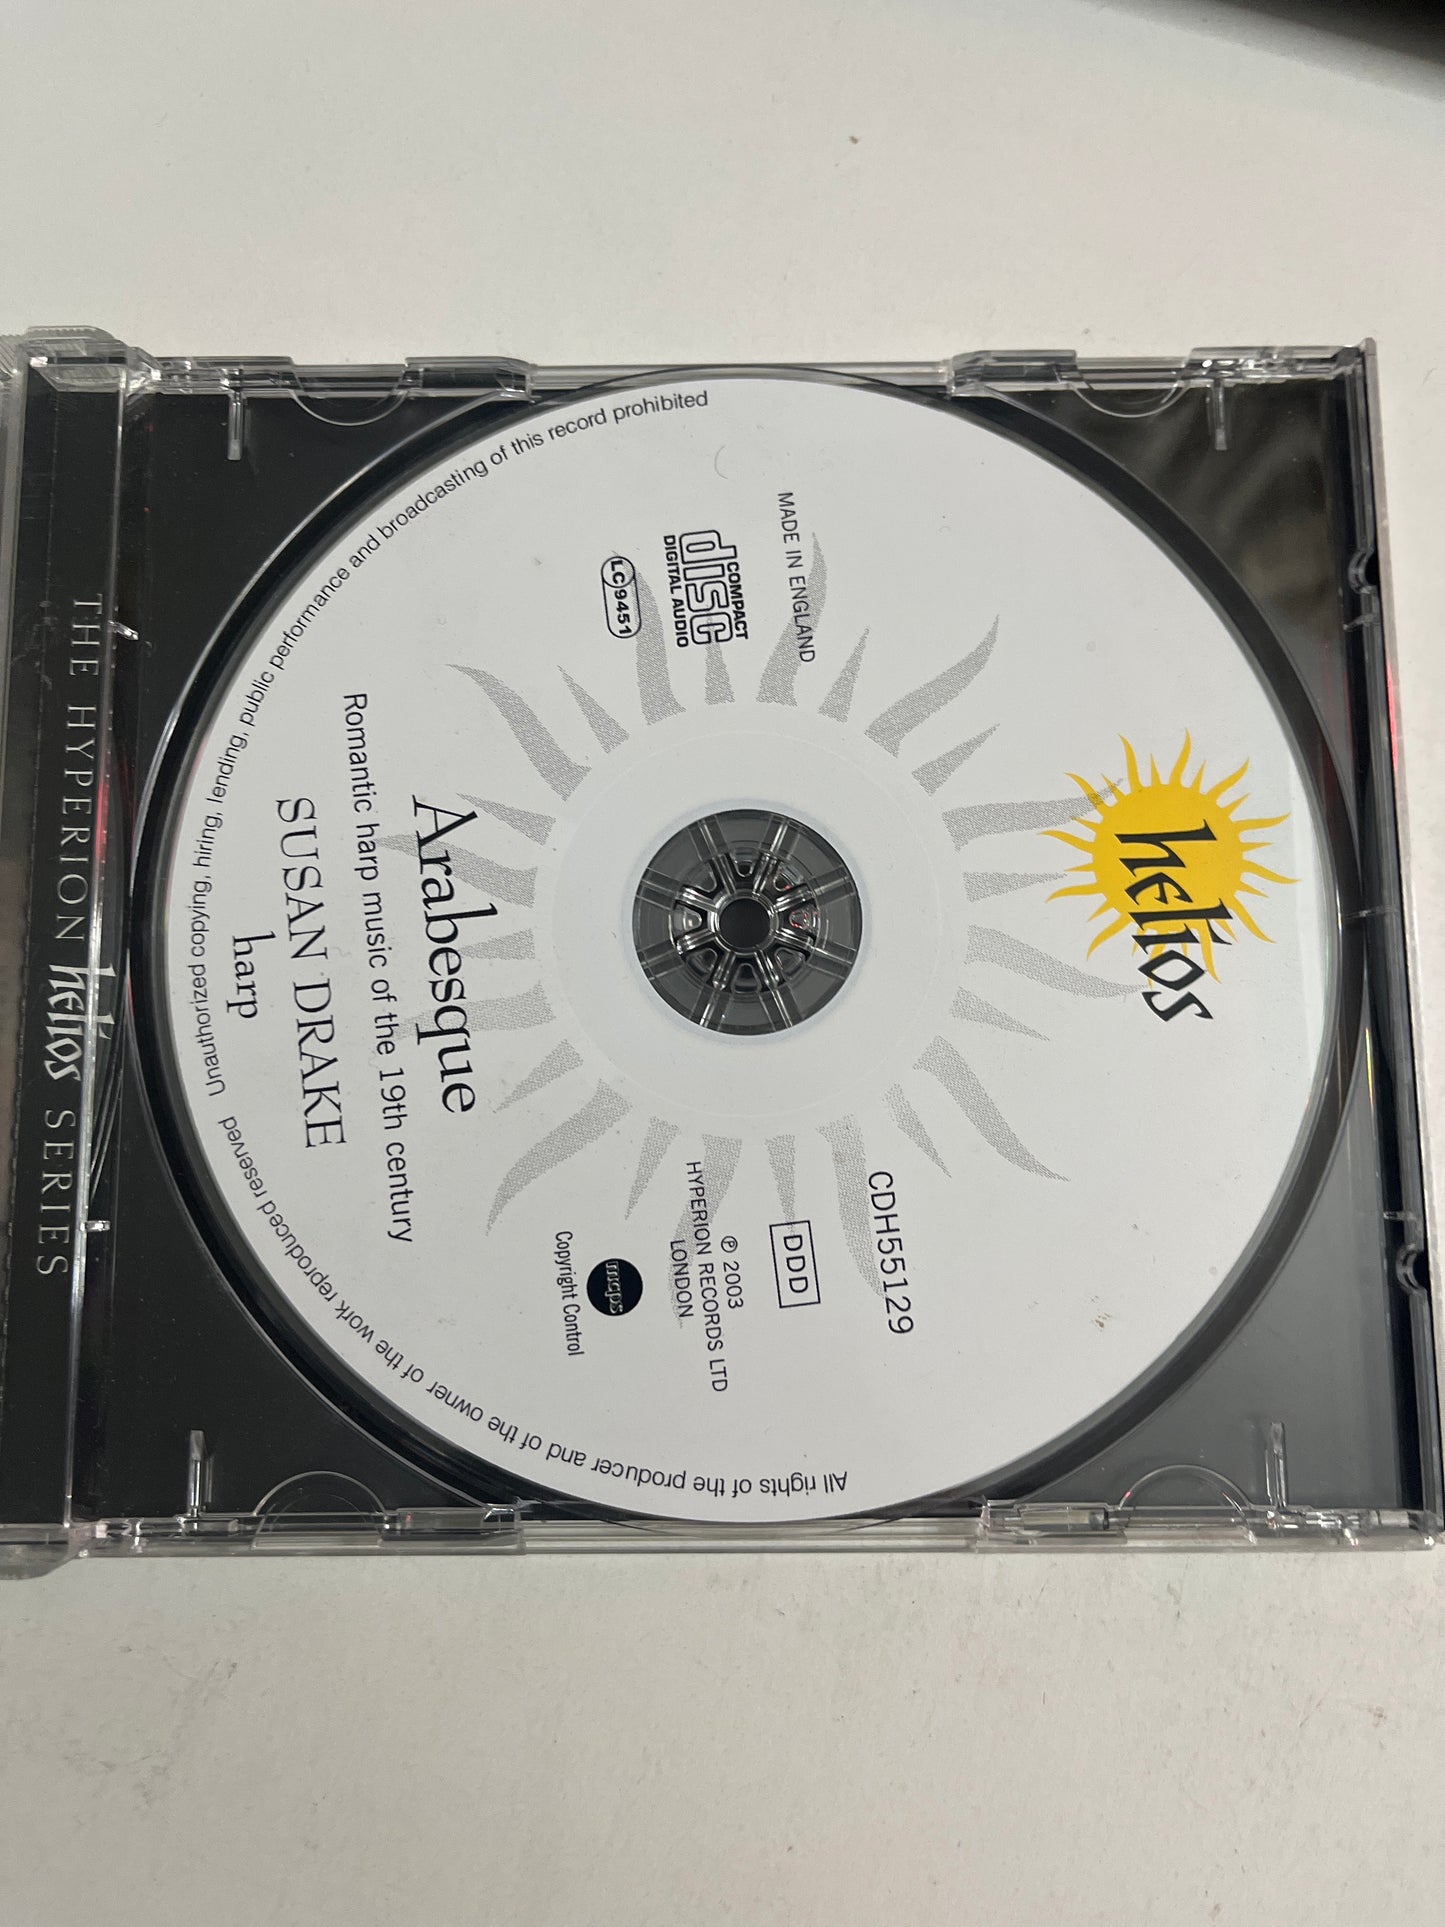 helios
MADE IN ENGLAND
COMPACT
disc
DIGITAL AUDIO
LC 9451
CDH55129
DDD
℗ 2003
HYPERION RECORDS LTD
LONDON
mcps
Copyright Control
Arabesque
Romantic harp music of the 19th century
SUSAN DRAKE
harp
All rights of the producer and of the owner of the work reproduced reserved Unauthorized copying, hiring, lending, public performance and broadcasting of this record prohibited
THE HYPERION helios SERIES